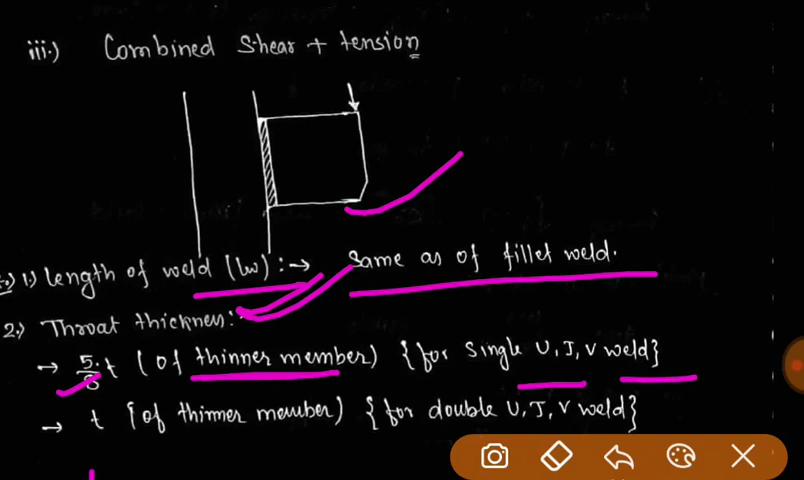 iii.) Combined Shear + tension
1) Length of weld (lw) :→ Same as of fillet weld.
2.) Throat thickness:
→ 5/8 t (of thinner member) {for Single U, J, V weld}
→ t (of thinner member) {for double U, J, V weld}